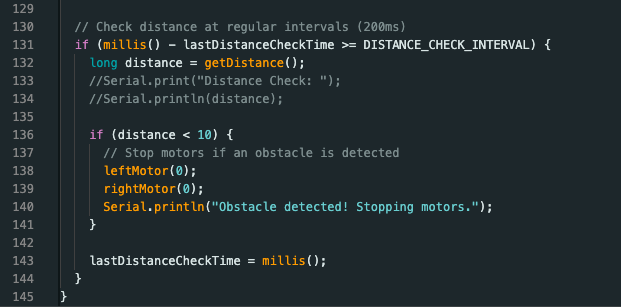 129
130 // Check distance at regular intervals (200ms)
131 if (millis() - lastDistanceCheckTime >= DISTANCE_CHECK_INTERVAL) {
132 long distance = getDistance();
133 //Serial.print("Distance Check: ");
134 //Serial.println(distance);
135
136 if (distance < 10) {
137 // Stop motors if an obstacle is detected
138 leftMotor(0);
139 rightMotor(0);
140 Serial.println("Obstacle detected! Stopping motors.");
141 }
142
143 lastDistanceCheckTime = millis();
144 }
145 }